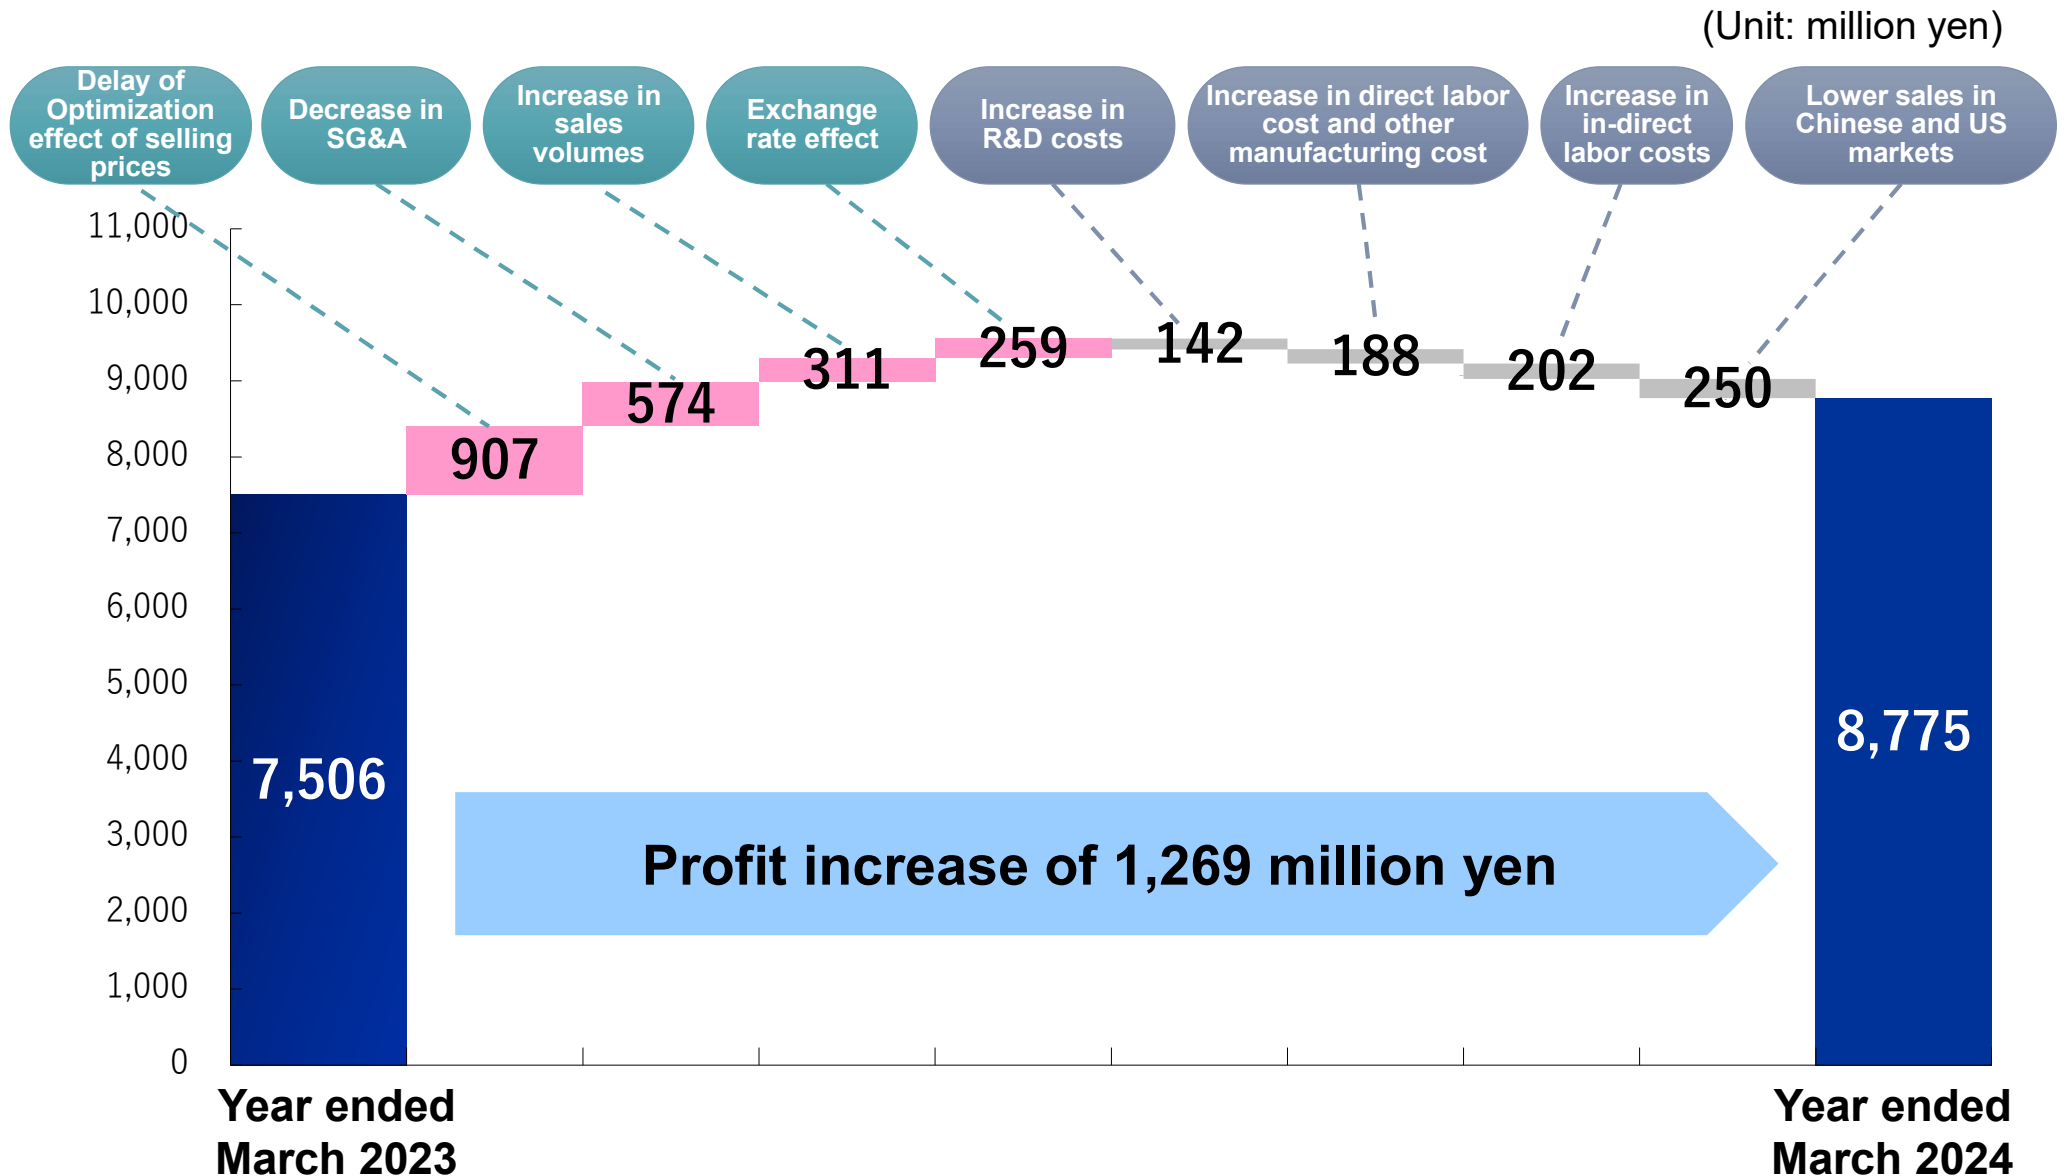 (Unit: million yen)
Delay of
Optimization
effect of selling
prices
Decrease in
SG&A
Increase in
sales
volumes
Exchange
rate effect
Increase in
R&D costs
Increase in direct labor
cost and other
manufacturing cost
Increase in
in-direct
labor costs
Lower sales in
Chinese and US
markets
11,000
10,000
9,000
8,000
7,000
6,000
5,000
4,000
3,000
2,000
1,000
0
7,506
907
574
311
259
142
188
202
250
8,775
Profit increase of 1,269 million yen
Year ended
March 2023
Year ended
March 2024